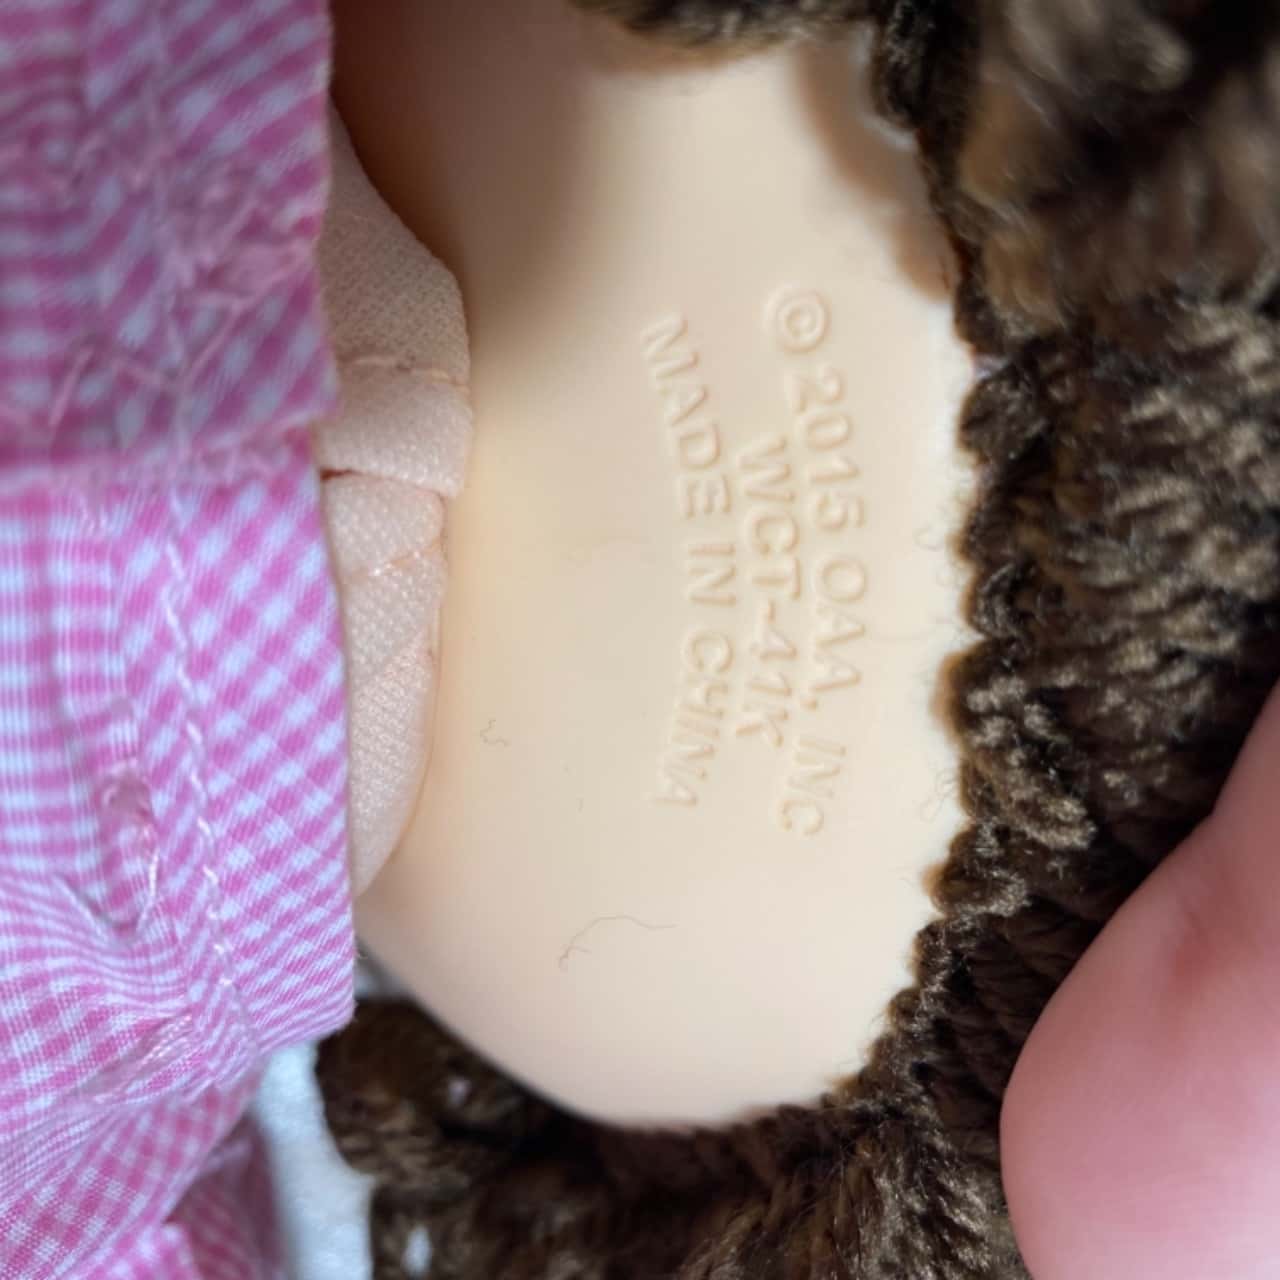 © 2015 OAA, INC
WCT-41K
MADE IN CHINA